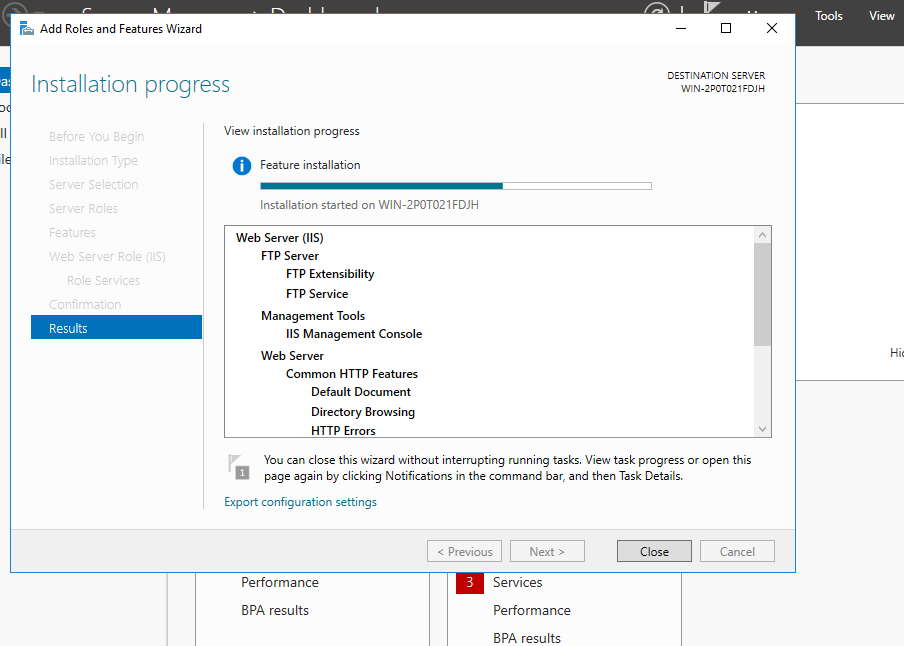 Tools
View
Add Roles and Features Wizard
Installation progress
DESTINATION SERVER
WIN-2P0T021FDJH
Before You Begin
Installation Type
Server Selection
Server Roles
Features
Web Server Role (IIS)
Role Services
Confirmation
Results
View installation progress
Feature installation
Installation started on WIN-2P0T021FDJH
Web Server (IIS)
FTP Server
FTP Extensibility
FTP Service
Management Tools
IIS Management Console
Web Server
Common HTTP Features
Default Document
Directory Browsing
HTTP Errors
1
You can close this wizard without interrupting running tasks. View task progress or open this
page again by clicking Notifications in the command bar, and then Task Details.
Export configuration settings
< Previous
Next >
Close
Cancel
Performance
BPA results
3 Services
Performance
BPA results